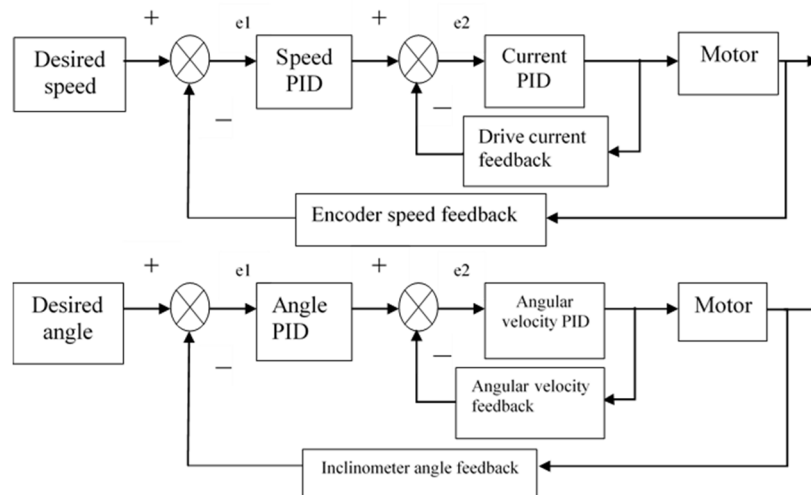 +
e1
+
e2
Desired
speed
Speed
PID
Current
PID
Motor
−
−
Drive current
feedback
Encoder speed feedback
+
e1
+
e2
Desired
angle
Angle
PID
Angular
velocity PID
Motor
−
−
Angular velocity
feedback
Inclinometer angle feedback